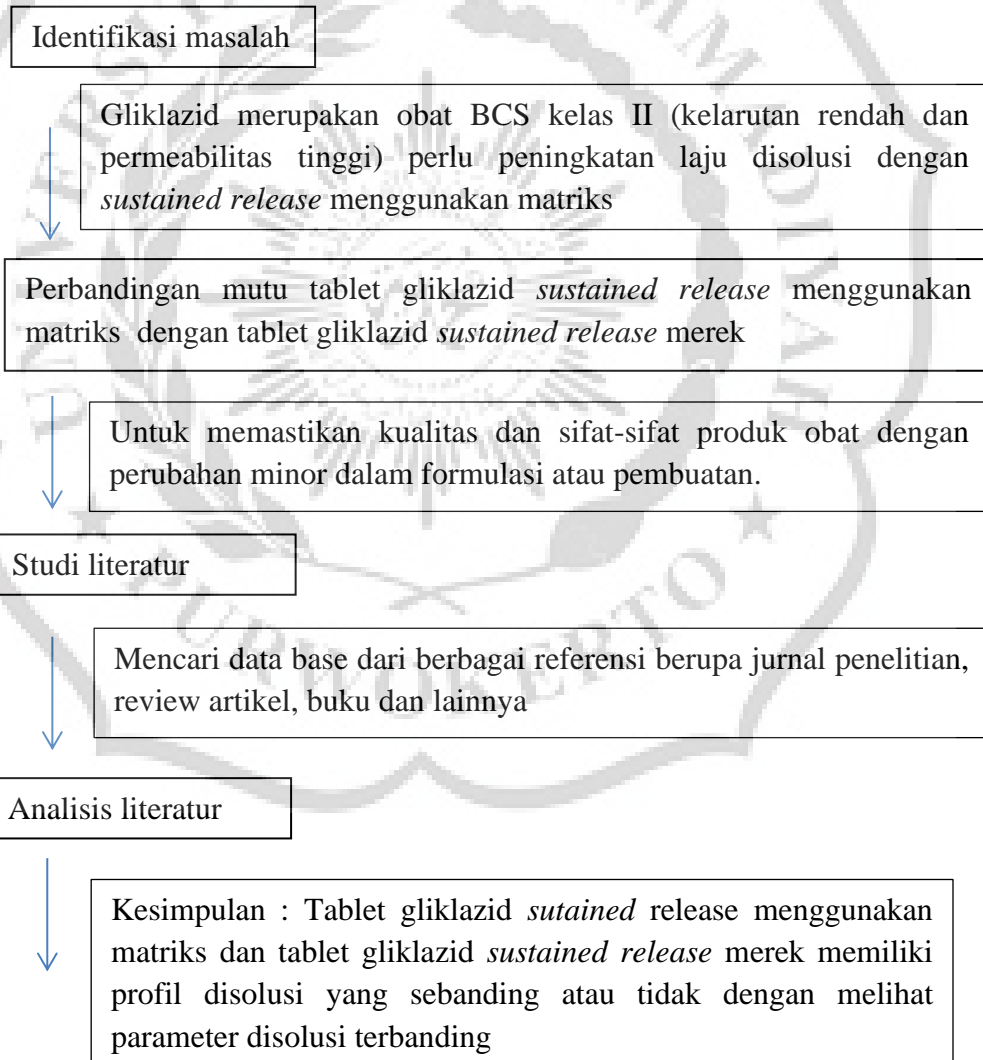 Identifikasi masalah
Gliklazid merupakan obat BCS kelas II (kelarutan rendah dan
permeabilitas tinggi) perlu peningkatan laju disolusi dengan
sustained release menggunakan matriks
Perbandingan mutu tablet gliklazid sustained release menggunakan
matriks dengan tablet gliklazid sustained release merek
Untuk memastikan kualitas dan sifat-sifat produk obat dengan
perubahan minor dalam formulasi atau pembuatan.
Studi literatur
Mencari data base dari berbagai referensi berupa jurnal penelitian,
review artikel, buku dan lainnya
Analisis literatur
Kesimpulan : Tablet gliklazid sutained release menggunakan
matriks dan tablet gliklazid sustained release merek memiliki
profil disolusi yang sebanding atau tidak dengan melihat
parameter disolusi terbanding
PURWOKERTO